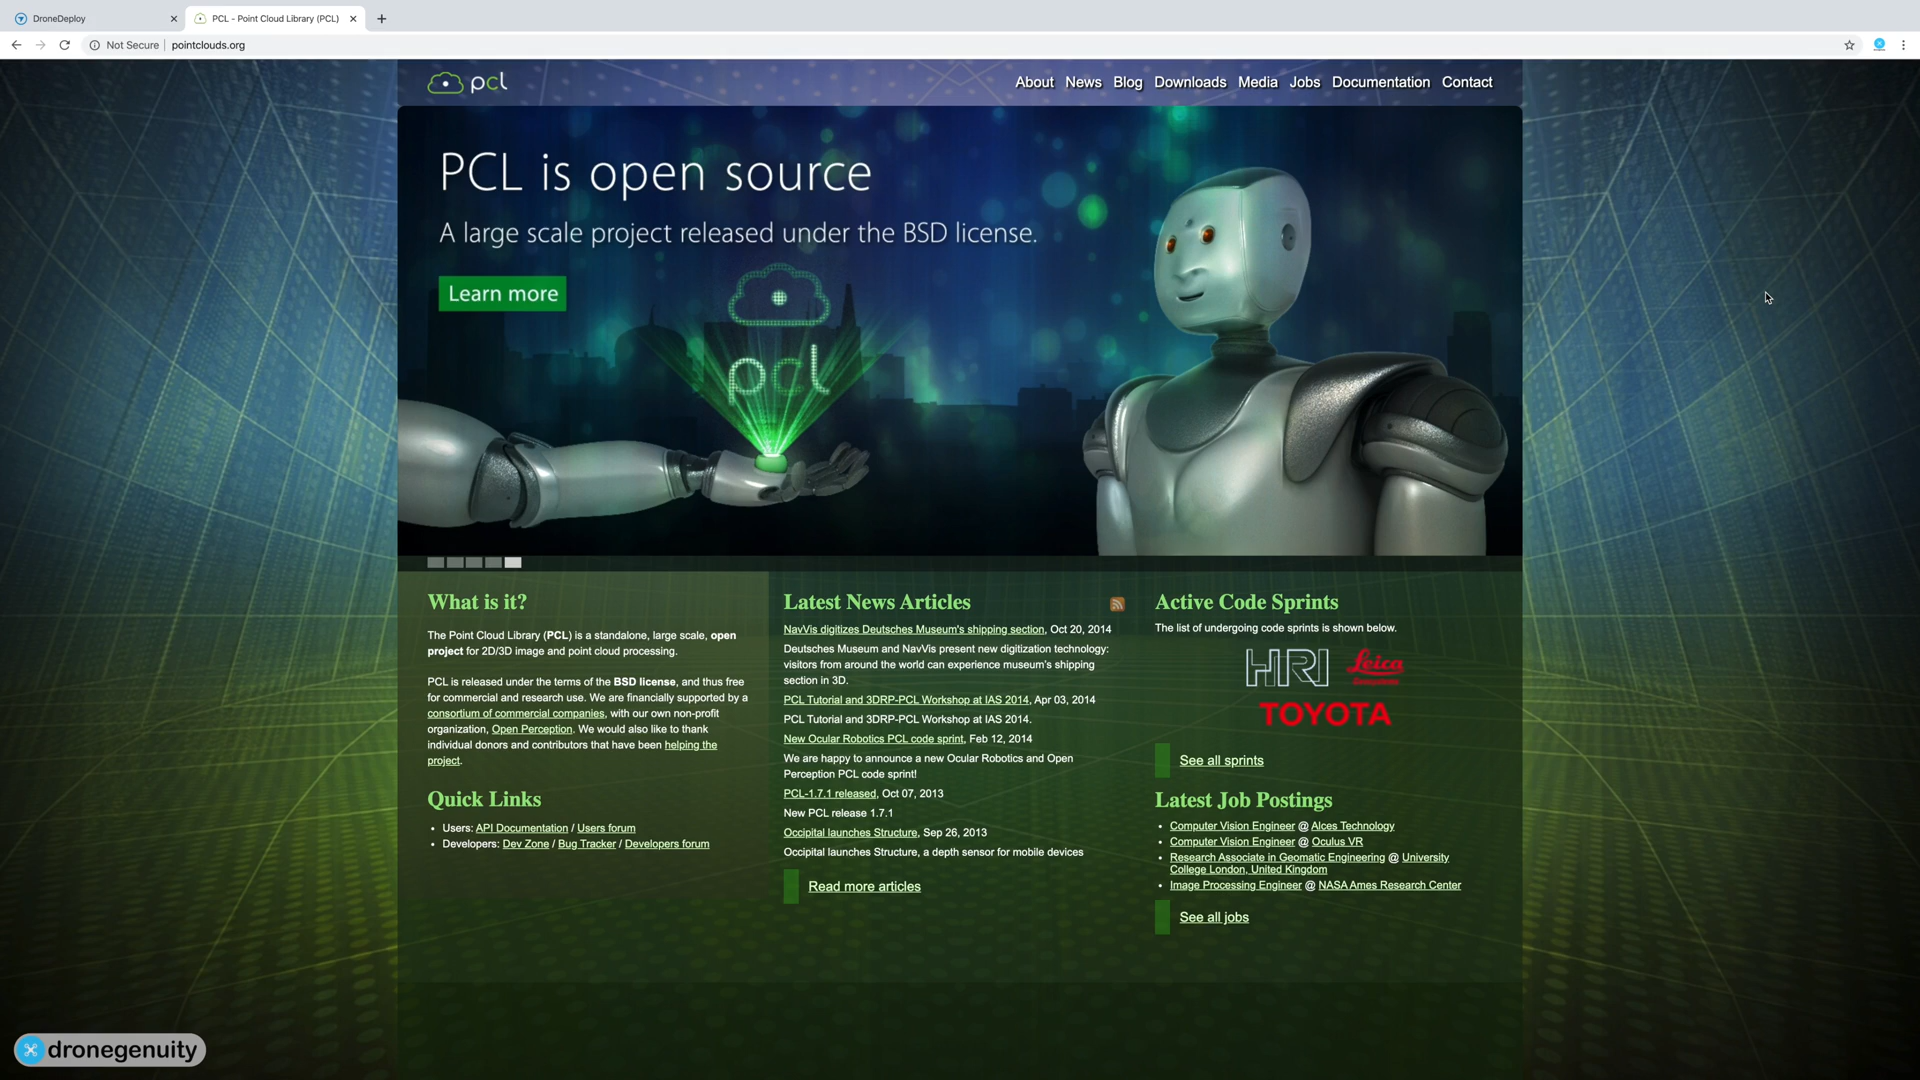 DroneDeploy
PCL - Point Cloud Library (PCL)
Not Secure
pointclouds.org
pcl
About News Blog Downloads Media Jobs Documentation Contact
PCL is open source
A large scale project released under the BSD license.
Learn more
pcl
What is it?
The Point Cloud Library (PCL) is a standalone, large scale, open
project for 2D/3D image and point cloud processing.
PCL is released under the terms of the BSD license, and thus free
for commercial and research use. We are financially supported by a
consortium of commercial companies, with our own non-profit
organization, Open Perception. We would also like to thank
individual donors and contributors that have been helping the
project.
Quick Links
Users: API Documentation / Users forum
Developers: Dev Zone / Bug Tracker / Developers forum
Latest News Articles
NavVis digitizes Deutsches Museum's shipping section, Oct 20, 2014
Deutsches Museum and NavVis present new digitization technology:
visitors from around the world can experience museum's shipping
section in 3D.
PCL Tutorial and 3DRP-PCL Workshop at IAS 2014, Apr 03, 2014
PCL Tutorial and 3DRP-PCL Workshop at IAS 2014.
New Ocular Robotics PCL code sprint, Feb 12, 2014
We are happy to announce a new Ocular Robotics and Open
Perception PCL code sprint!
PCL-1.7.1 released, Oct 07, 2013
New PCL release 1.7.1
Occipital launches Structure, Sep 26, 2013
Occipital launches Structure, a depth sensor for mobile devices
Read more articles
Active Code Sprints
The list of undergoing code sprints is shown below.
HRI Leica
Geosystems
TOYOTA
See all sprints
Latest Job Postings
Computer Vision Engineer @ Alces Technology
Computer Vision Engineer @ Oculus VR
Research Associate in Geomatic Engineering @ University
College London, United Kingdom
Image Processing Engineer @ NASA Ames Research Center
See all jobs
dronegenuity